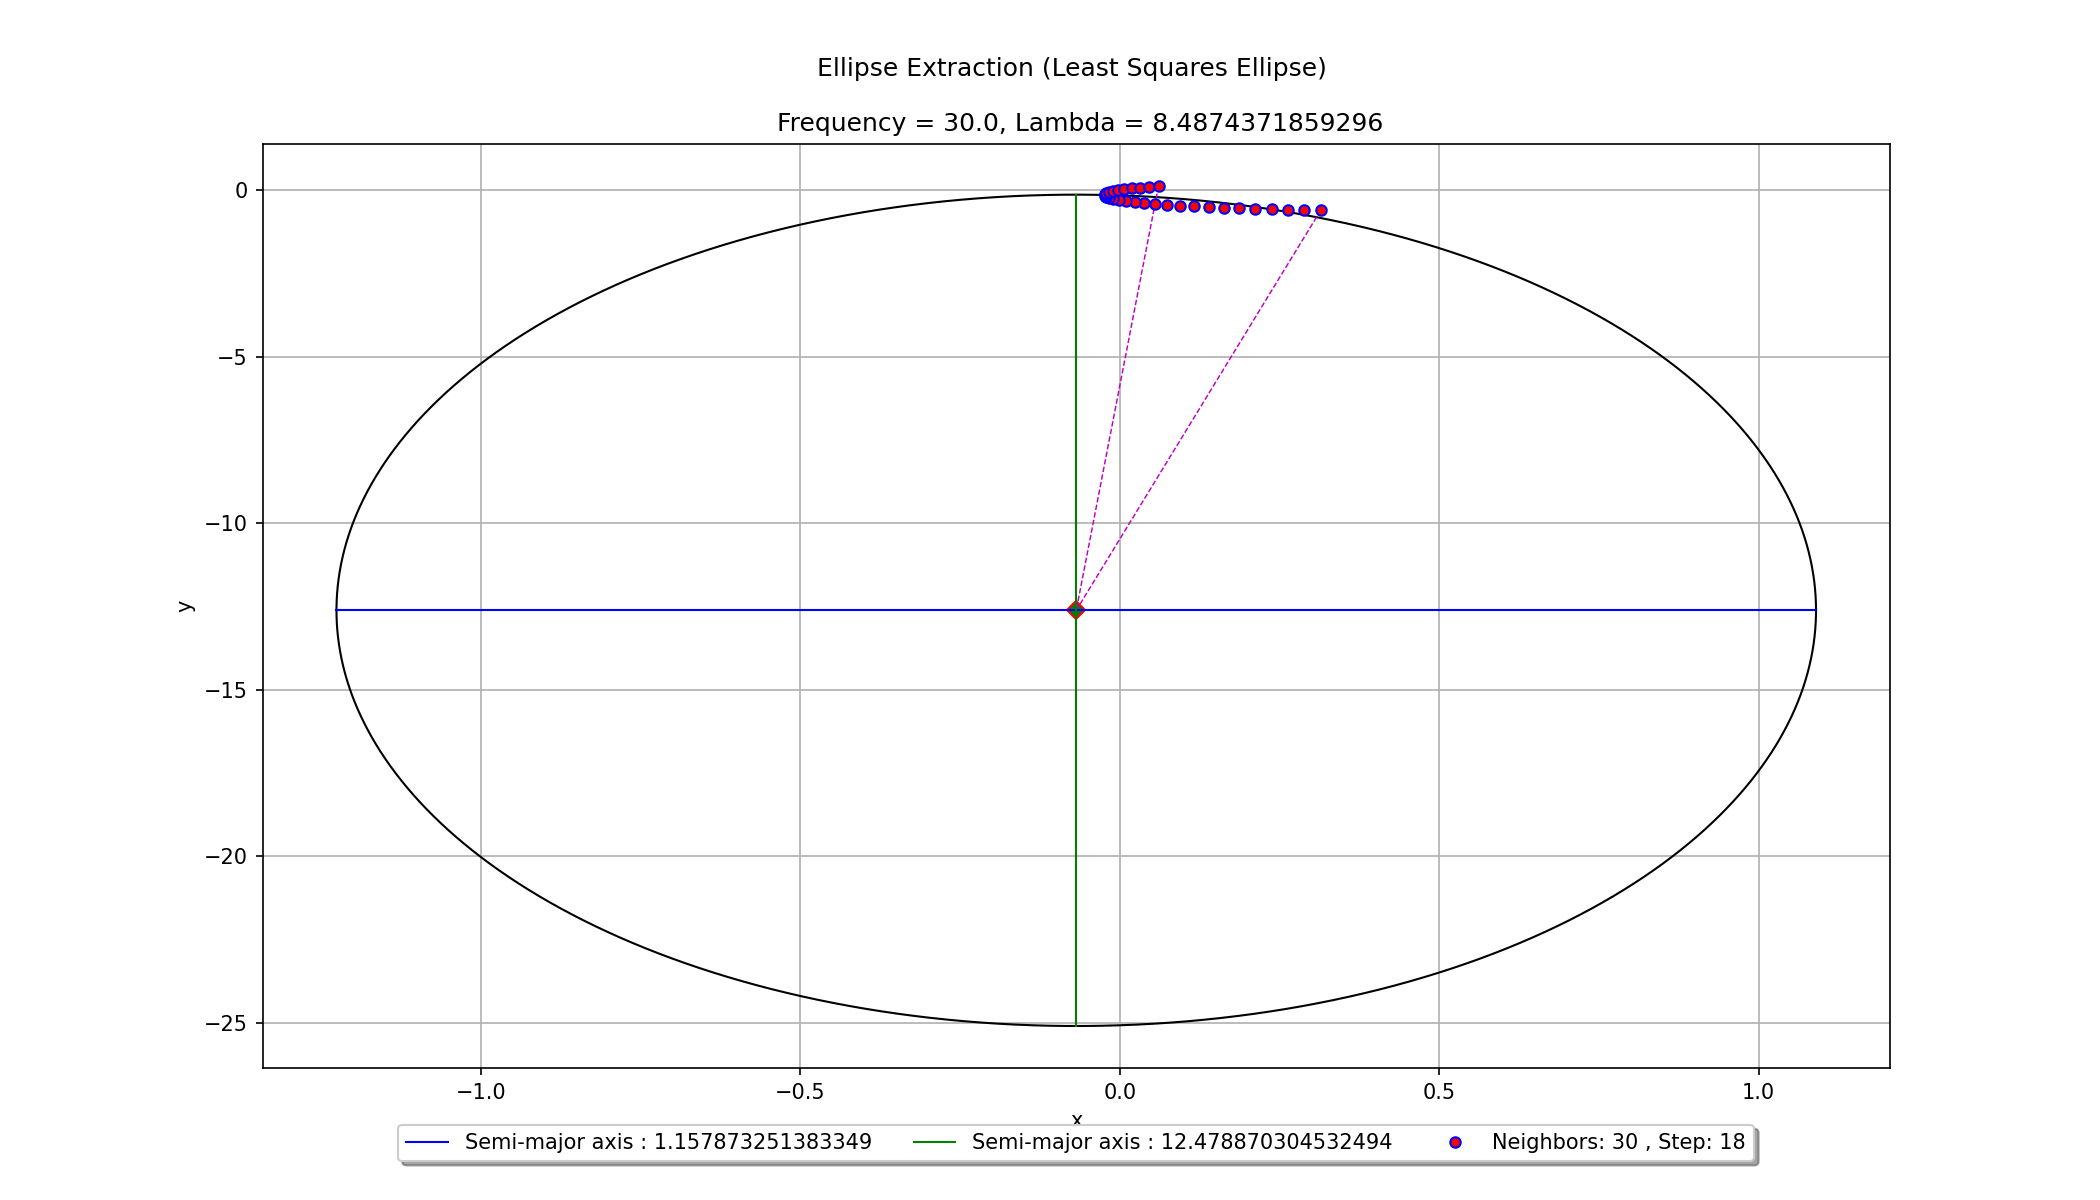 Ellipse Extraction (Least Squares Ellipse)
Frequency = 30.0, Lambda = 8.4874371859296
0
−5
−10
−15
−20
−25
y
−1.0 −0.5 0.0 0.5 1.0
x
Semi-major axis : 1.157873251383349 Semi-major axis : 12.478870304532494 Neighbors: 30 , Step: 18